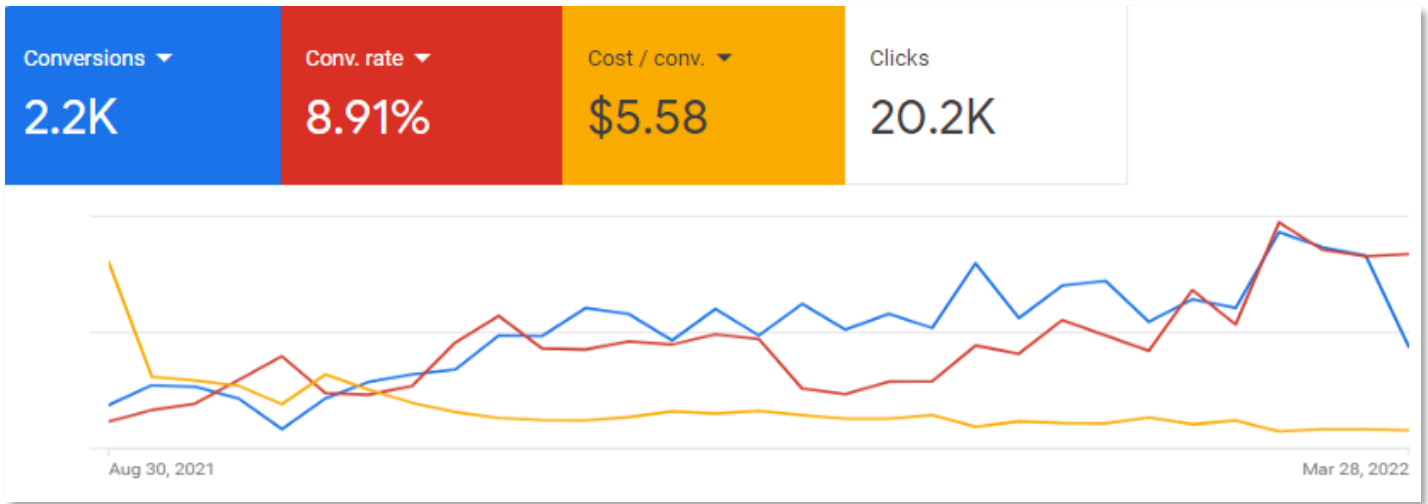 Conversions
2.2K
Conv. rate
8.91%
Cost / conv.
$5.58
Clicks
20.2K
Aug 30, 2021
Mar 28, 2022